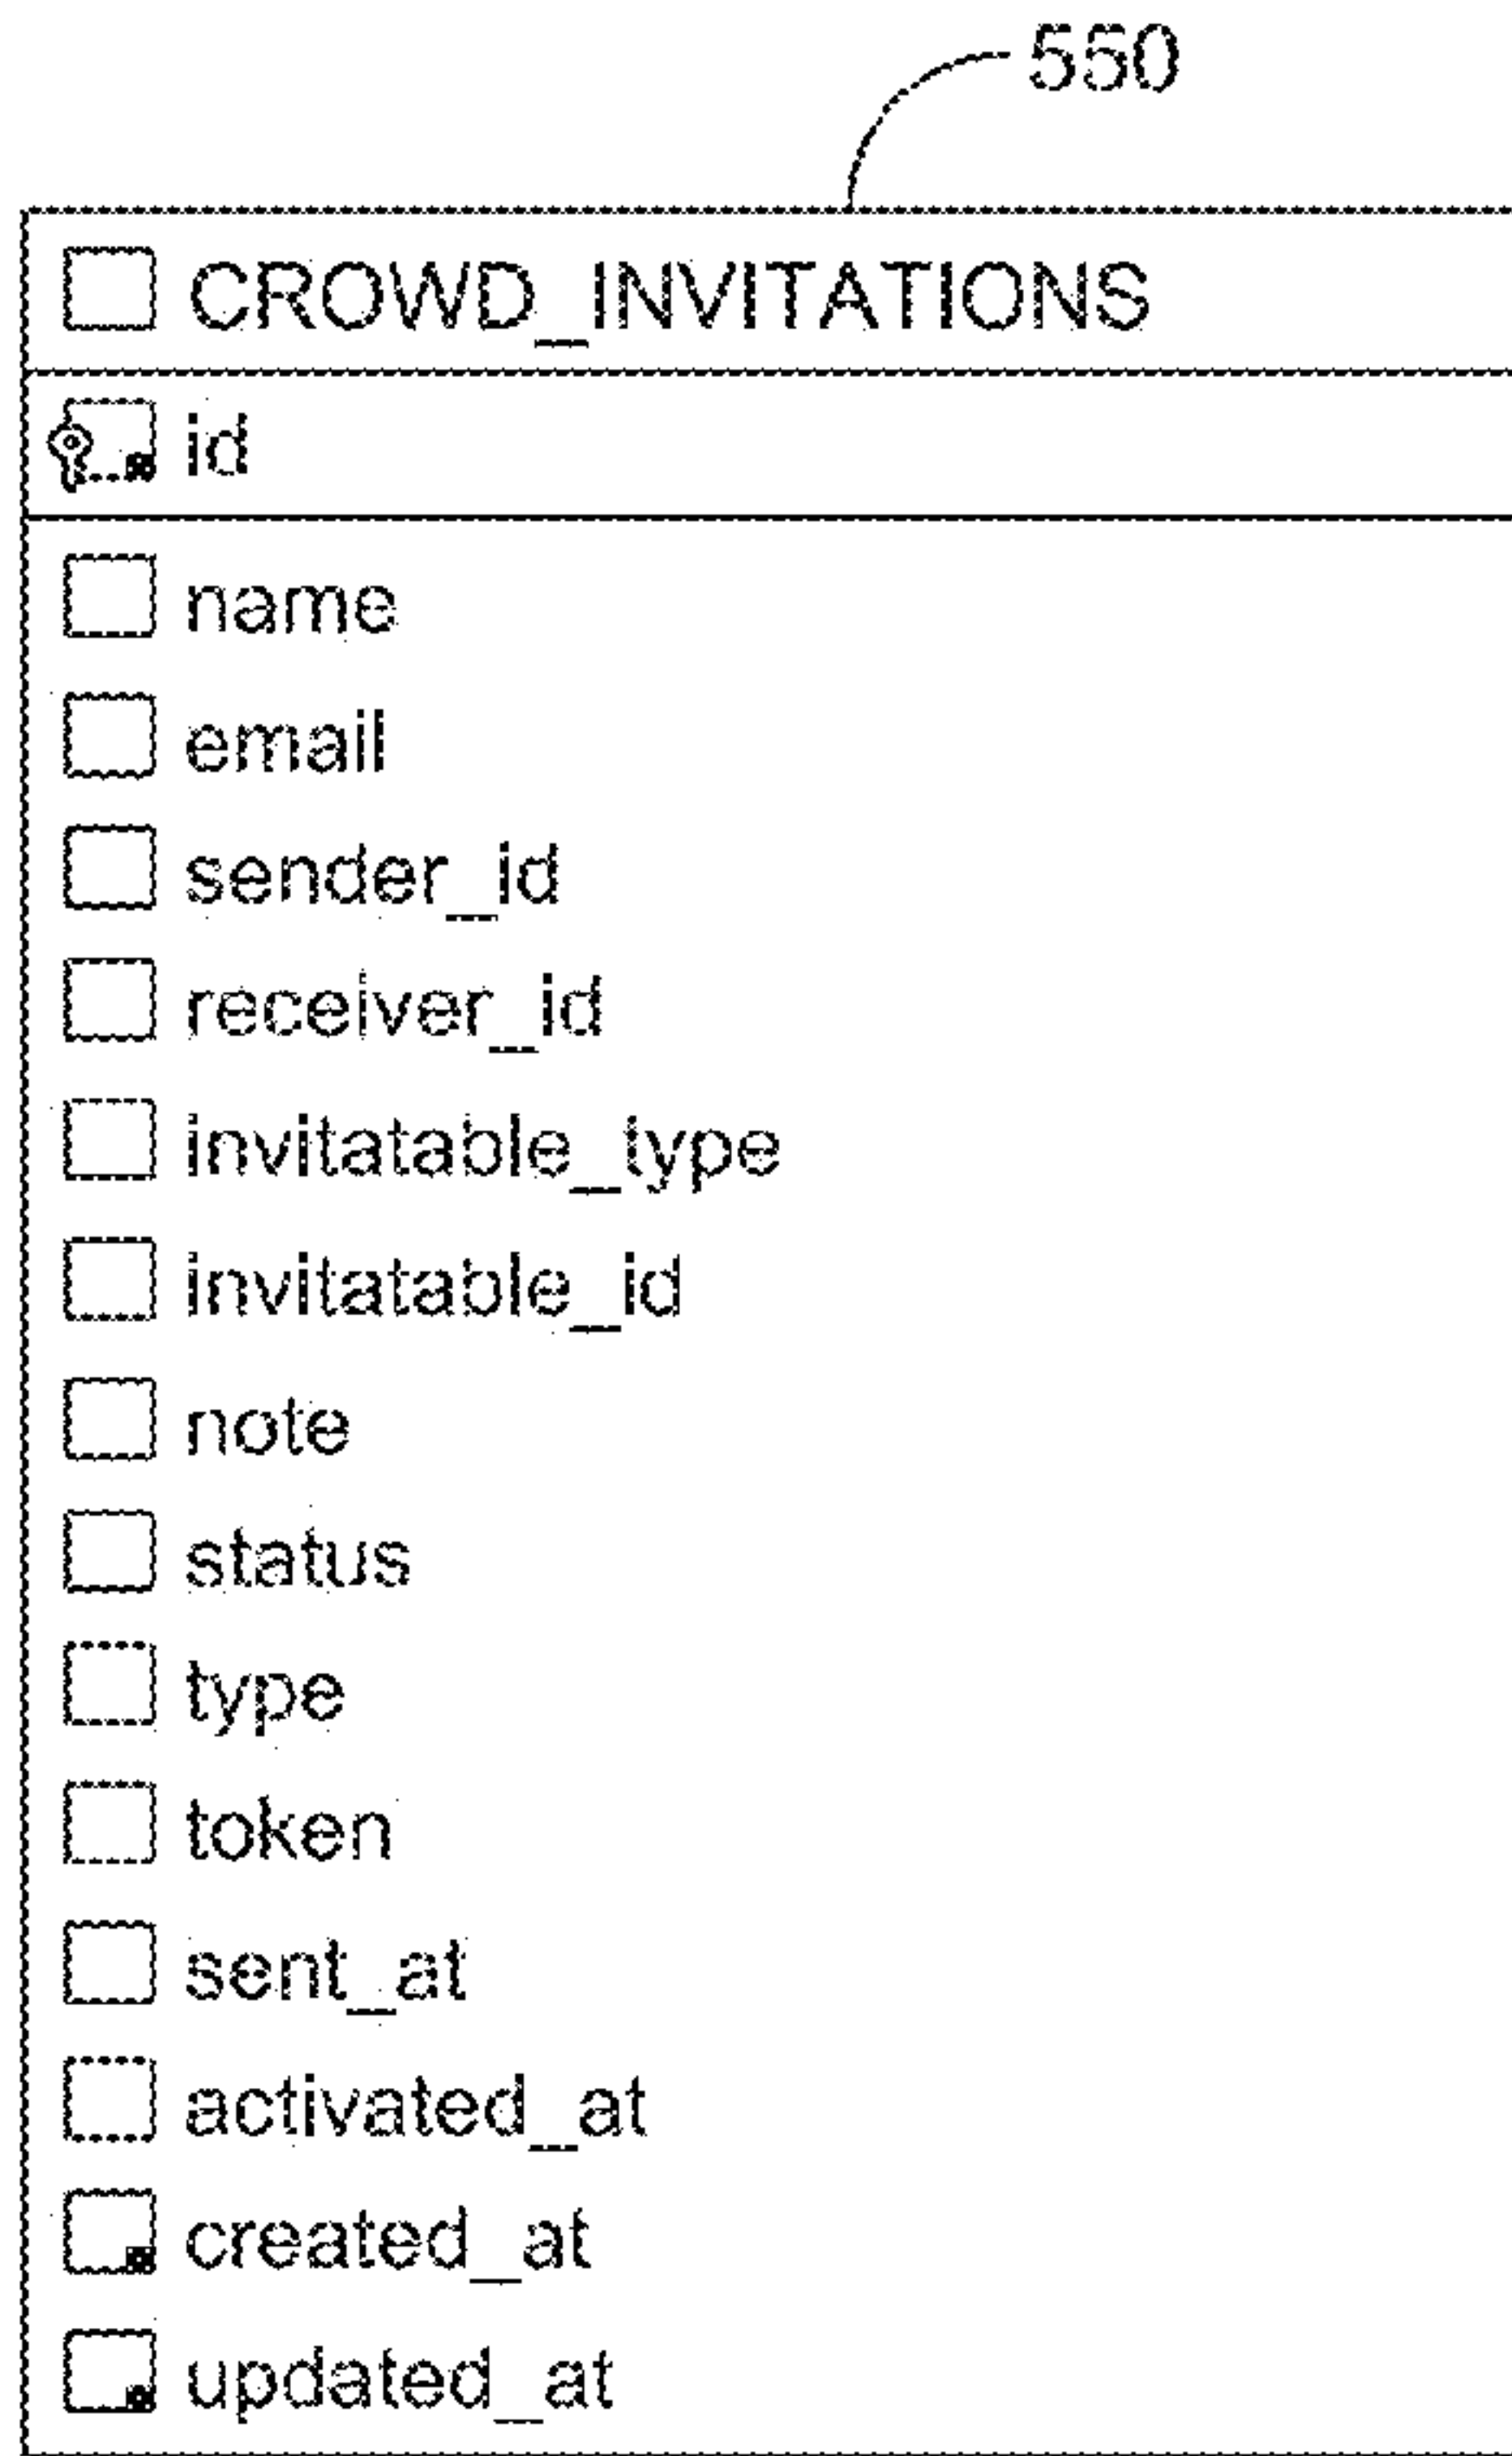 550
CROWD_INVITATIONS
id
name
email
sender_id
receiver_id
invitatable_type
invitatable_id
note
status
type
token
sent_at
activated_at
created_at
updated_at